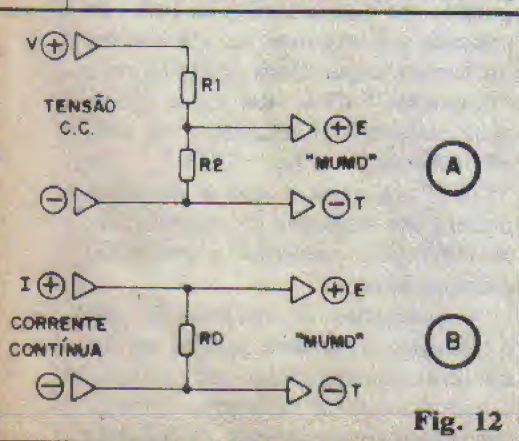 V + R1
TENSÃO
C.C.
+ E
R2
"MUMD"
A
− − T
I + + E
CORRENTE
CONTÍNUA
RD
"MUMD"
B
− − T
Fig. 12